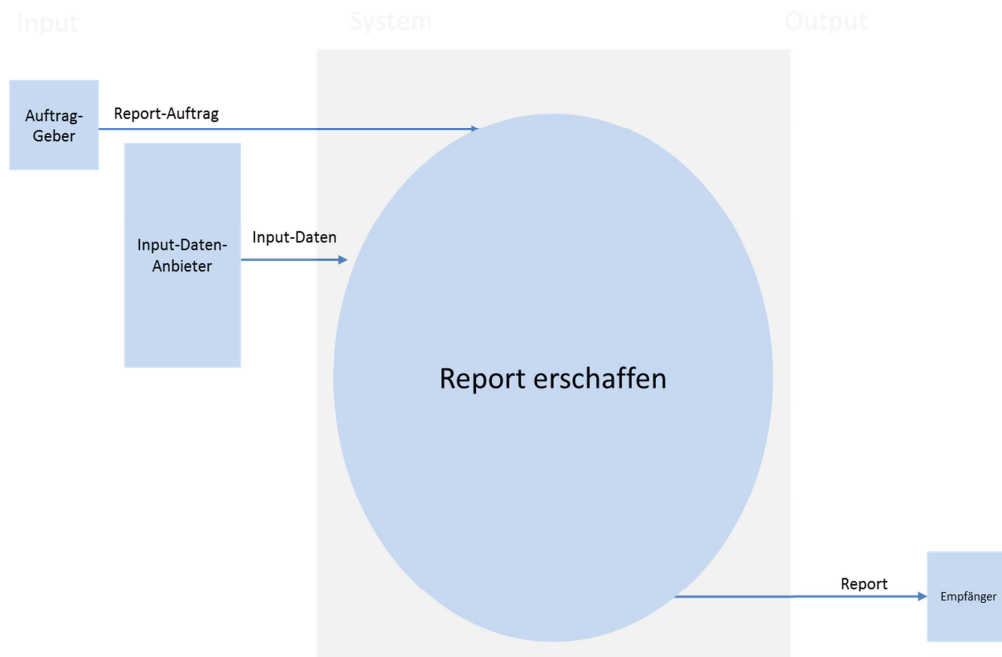 Input
System
Output
Auftrag-
Geber
Report-Auftrag
Input-Daten-
Anbieter
Input-Daten
Report erschaffen
Report
Empfänger